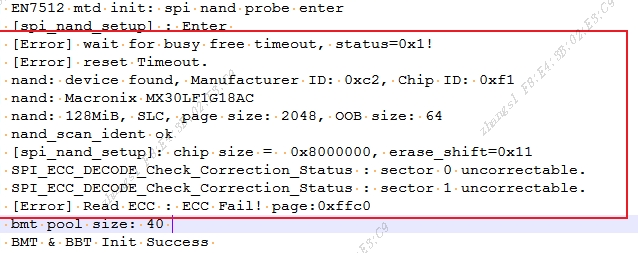 EN7512 mtd init: spi nand probe enter
[spi_nand_setup] : Enter
[Error] wait for busy free timeout, status=0x1!
[Error] reset Timeout.
nand: device found, Manufacturer ID: 0xc2, Chip ID: 0xf1
nand: Macronix MX30LF1G18AC
nand: 128MiB, SLC, page size: 2048, OOB size: 64
nand_scan_ident ok
[spi_nand_setup]: chip size =  0x8000000, erase_shift=0x11
SPI_ECC_DECODE_Check_Correction_Status : sector 0 uncorrectable.
SPI_ECC_DECODE_Check_Correction_Status : sector 1 uncorrectable.
[Error] Read ECC : ECC Fail! page:0xffc0
bmt pool size: 40
BMT & BBT Init Success